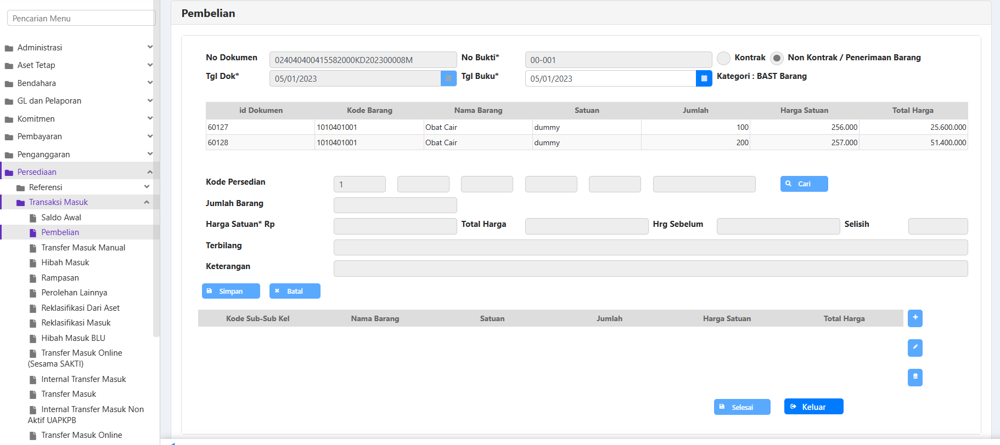 Pencarian Menu
Administrasi
Aset Tetap
Bendahara
GL dan Pelaporan
Komitmen
Pembayaran
Penganggaran
Persediaan
Referensi
Transaksi Masuk
Saldo Awal
Pembelian
Transfer Masuk Manual
Hibah Masuk
Rampasan
Perolehan Lainnya
Reklasifikasi Dari Aset
Reklasifikasi Masuk
Hibah Masuk BLU
Transfer Masuk Online
(Sesama SAKTI)
Internal Transfer Masuk
Transfer Masuk
Internal Transfer Masuk Non
Aktif UAPKPB
Transfer Masuk Online
Pembelian
No Dokumen 024040400415582000KD202300008M No Bukti* 00-001 Kontrak Non Kontrak / Penerimaan Barang
Tgl Dok* 05/01/2023 Tgl Buku* 05/01/2023 Kategori : BAST Barang
id Dokumen Kode Barang Nama Barang Satuan Jumlah Harga Satuan Total Harga
60127 1010401001 Obat Cair dummy 100 256.000 25.600.000
60128 1010401001 Obat Cair dummy 200 257.000 51.400.000
Kode Persedian 1 Cari
Jumlah Barang
Harga Satuan* Rp Total Harga Hrg Sebelum Selisih
Terbilang
Keterangan
Simpan Batal
Kode Sub-Sub Kel Nama Barang Satuan Jumlah Harga Satuan Total Harga
Selesai Keluar